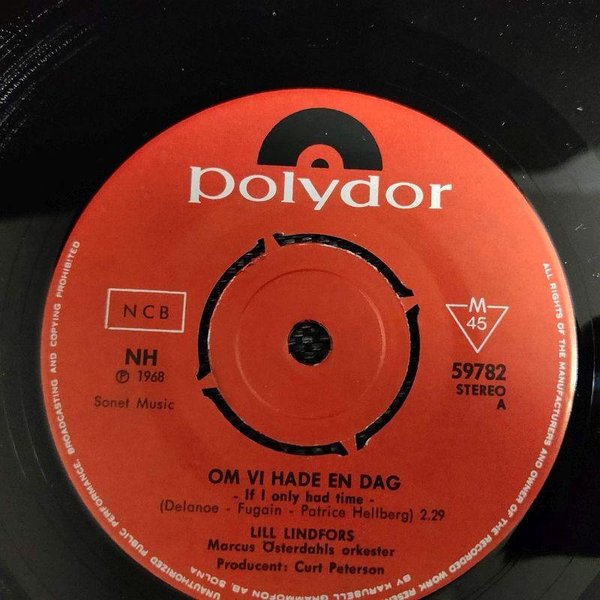 polydor
NCB
NH
℗ 1968
Sonet Music
M
45
59782
STEREO
A
OM VI HADE EN DAG
- If I only had time -
(Delanoe - Fugain - Patrice Hellberg) 2.29
LILL LINDFORS
Marcus Österdahls orkester
Producent: Curt Peterson
ALL RIGHTS OF THE MANUFACTURERS AND OWNER OF THE RECORDED WORK RESER
BY KARUSELL GRAMMOFON AB, SOLNA
UNAUTHORIZED PUBLIC PERFORMANCE, BROADCASTING AND COPYING PROHIBITED